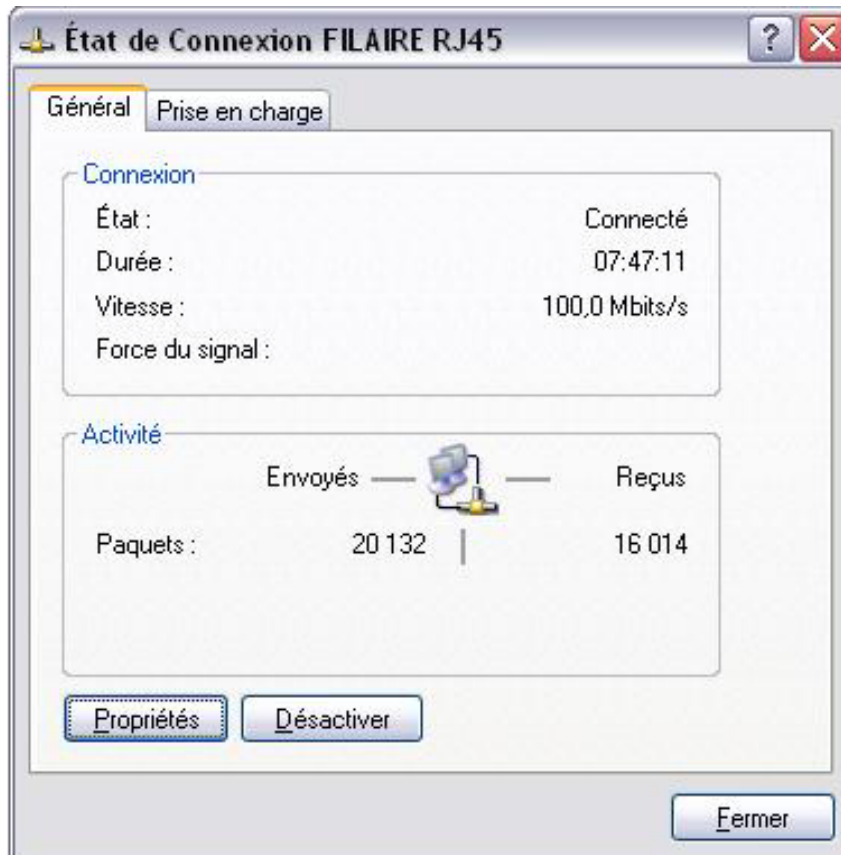 État de Connexion FILAIRE RJ45
Général Prise en charge
Connexion
État : Connecté
Durée : 07:47:11
Vitesse : 100,0 Mbits/s
Force du signal :
Activité
Envoyés Reçus
Paquets : 20 132 16 014
Propriétés Désactiver
Fermer